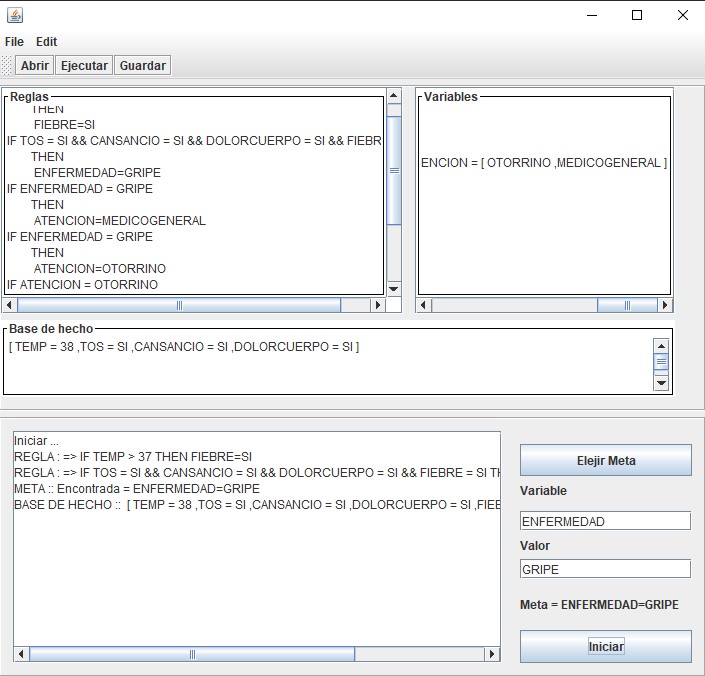 File Edit
Abrir Ejecutar Guardar
Reglas
THEN
FIEBRE=SI
IF TOS = SI && CANSANCIO = SI && DOLORCUERPO = SI && FIEBR
THEN
ENFERMEDAD=GRIPE
IF ENFERMEDAD = GRIPE
THEN
ATENCION=MEDICOGENERAL
IF ENFERMEDAD = GRIPE
THEN
ATENCION=OTORRINO
IF ATENCION = OTORRINO
Variables
ENCION = [ OTORRINO ,MEDICOGENERAL ]
Base de hecho
[ TEMP = 38 ,TOS = SI ,CANSANCIO = SI ,DOLORCUERPO = SI ]
Iniciar ...
REGLA : => IF TEMP > 37 THEN FIEBRE=SI
REGLA : => IF TOS = SI && CANSANCIO = SI && DOLORCUERPO = SI && FIEBRE = SI TH
META :: Encontrada = ENFERMEDAD=GRIPE
BASE DE HECHO :: [ TEMP = 38 ,TOS = SI ,CANSANCIO = SI ,DOLORCUERPO = SI ,FIEB
Elejir Meta
Variable
ENFERMEDAD
Valor
GRIPE
Meta = ENFERMEDAD=GRIPE
Iniciar